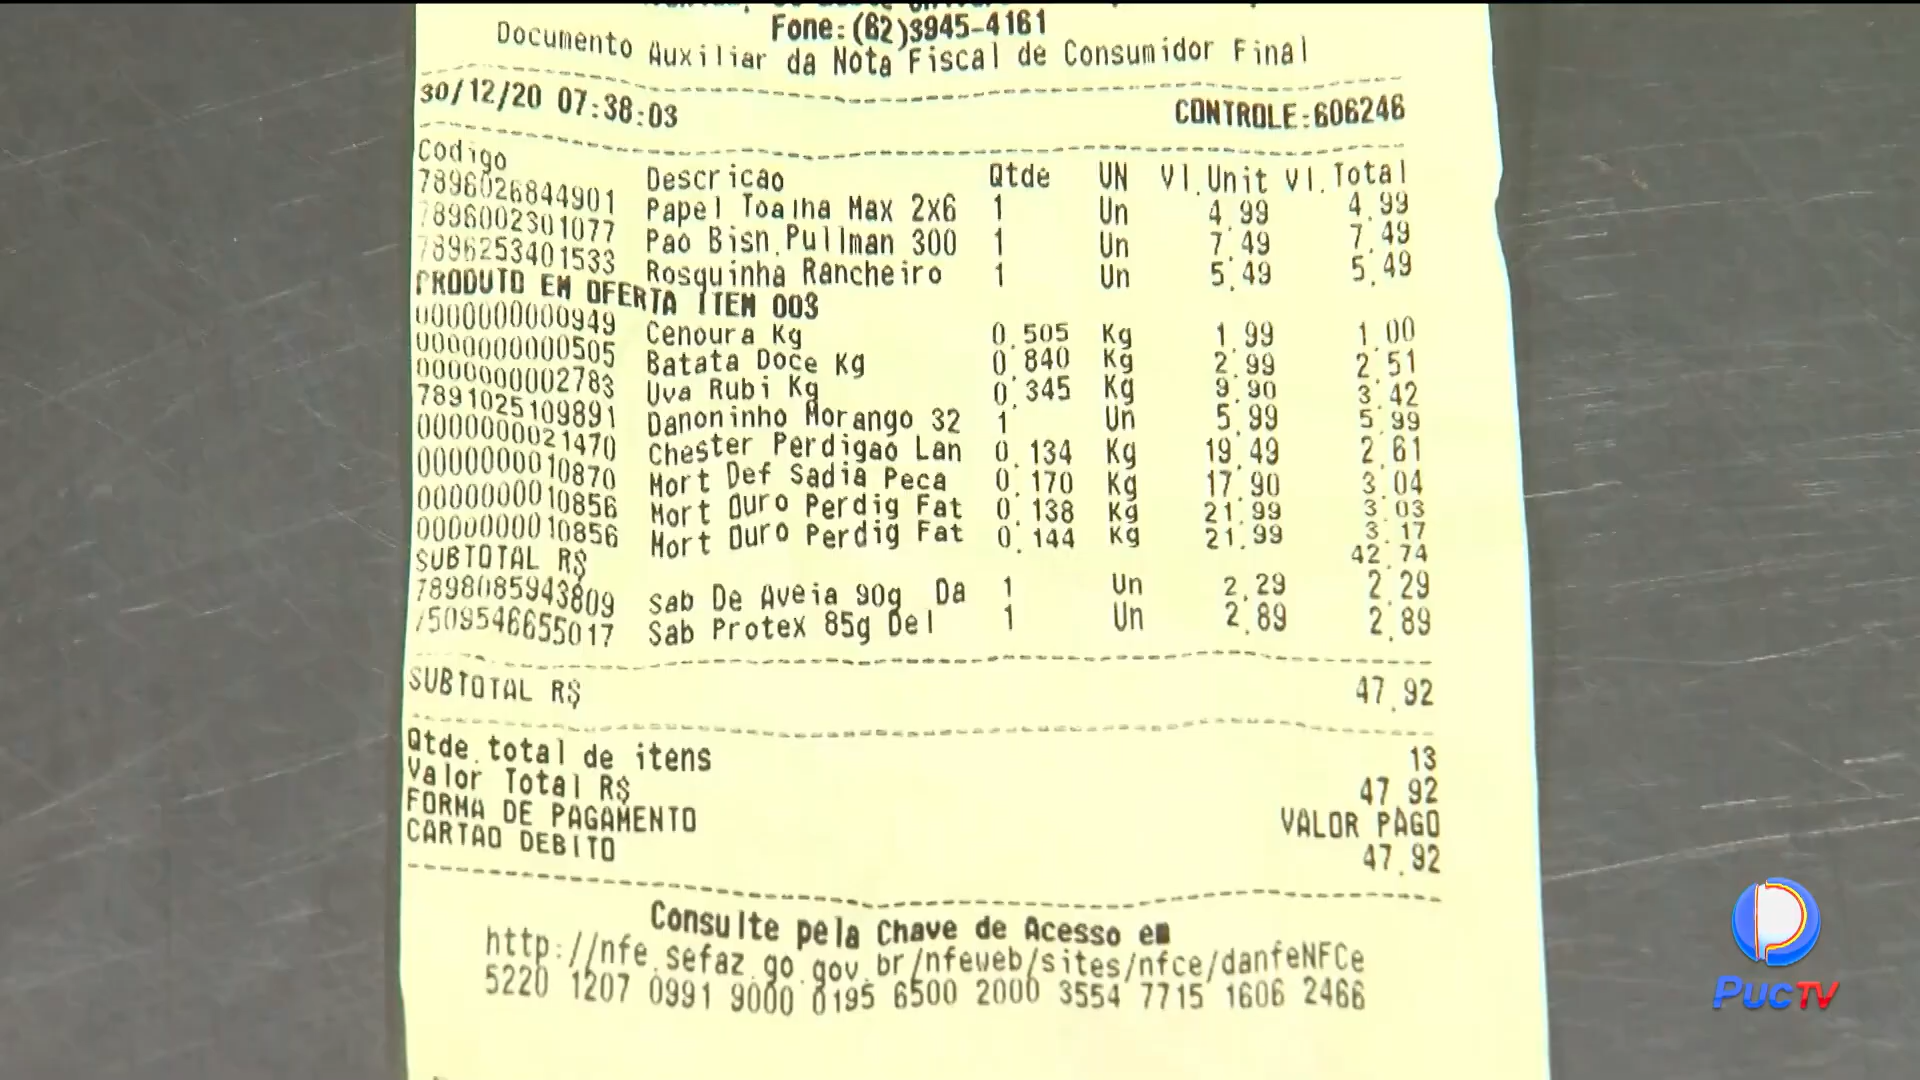 Fone:(62)3945-4161
Documento Auxiliar da Nota Fiscal de Consumidor Final
30/12/20 07:38:03 CONTROLE:606246
Codigo Descricao Qtde UN Vl.Unit Vl.Total
7896026844901 Papel Toalha Max 2x6 1 Un 4.99 4.99
7896002301077 Pao Bisn.Pullman 300 1 Un 7.49 7.49
7896253401533 Rosquinha Rancheiro 1 Un 5.49 5.49
PRODUTO EM OFERTA ITEM 003
0000000000949 Cenoura Kg 0.505 Kg 1.99 1.00
0000000000505 Batata Doce Kg 0.840 Kg 2.99 2.51
0000000002783 Uva Rubi Kg 0.345 Kg 9.90 3.42
7891025109891 Danoninho Morango 32 1 Un 5.99 5.99
0000000021470 Chester Perdigao Lan 0.134 Kg 19.49 2.61
0000000010870 Mort Def Sadia Peca 0.170 Kg 17.90 3.04
0000000010856 Mort Ouro Perdig Fat 0.138 Kg 21.99 3.03
0000000010856 Mort Ouro Perdig Fat 0.144 Kg 21.99 3.17
SUBTOTAL R$ 42.74
7898085943809 Sab De Aveia 90g Da 1 Un 2.29 2.29
7509546655017 Sab Protex 85g Del 1 Un 2.89 2.89
SUBTOTAL R$ 47.92
Qtde.total de itens 13
Valor Total R$ 47.92
FORMA DE PAGAMENTO VALOR PAGO
CARTAO DEBITO 47.92
Consulte pela Chave de Acesso em
http://nfe.sefaz.go.gov.br/nfeweb/sites/nfce/danfeNFCe
5220 1207 0991 9000 0195 6500 2000 3554 7715 1606 2466
PUC TV